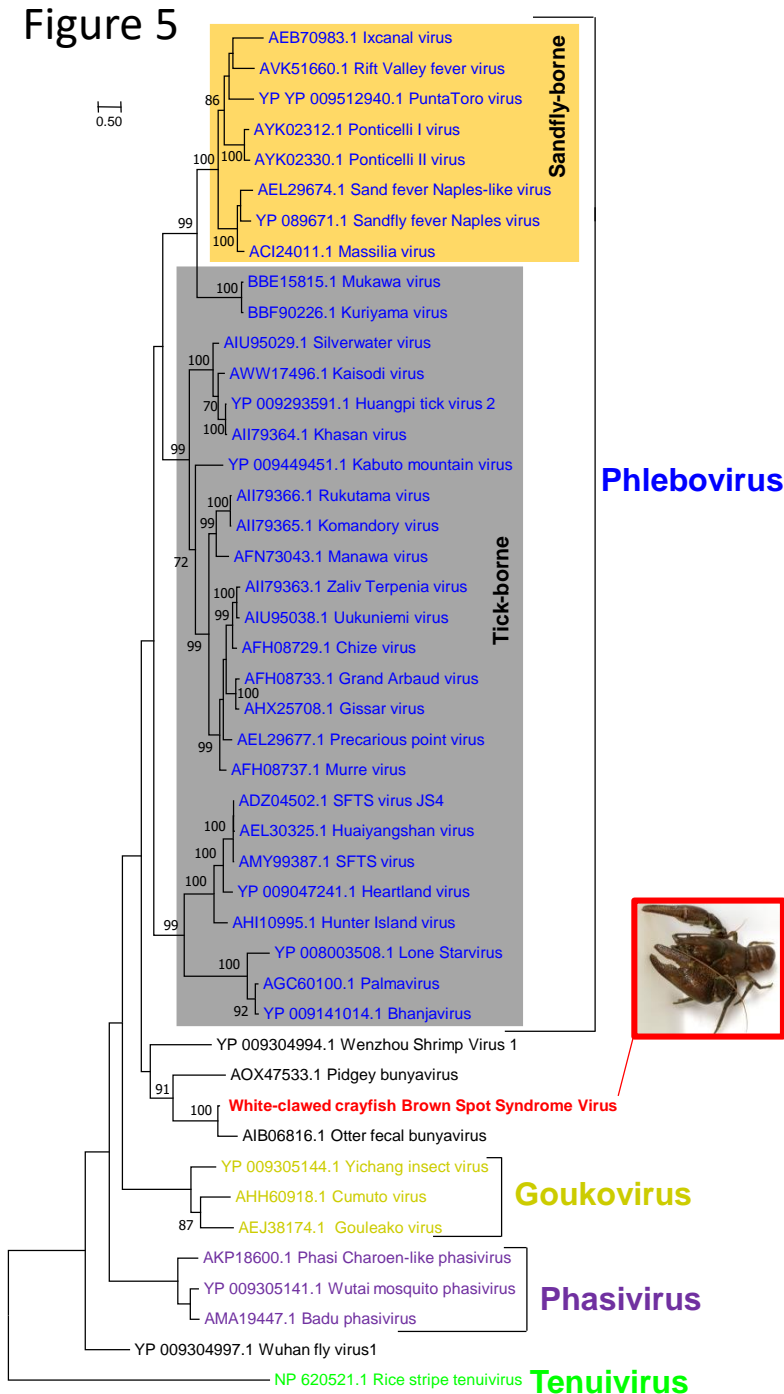 Figure 5
0.50
AEB70983.1 Ixcanal virus
AVK51660.1 Rift Valley fever virus
86
YP YP 009512940.1 PuntaToro virus
AYK02312.1 Ponticelli I virus
100
100
AYK02330.1 Ponticelli II virus
AEL29674.1 Sand fever Naples-like virus
99
YP 089671.1 Sandfly fever Naples virus
100
ACI24011.1 Massilia virus
Sandfly-borne
BBE15815.1 Mukawa virus
100
BBF90226.1 Kuriyama virus
AIU95029.1 Silverwater virus
100
AWW17496.1 Kaisodi virus
YP 009293591.1 Huangpi tick virus 2
70
100
AII79364.1 Khasan virus
99
YP 009449451.1 Kabuto mountain virus
Phlebovirus
AII79366.1 Rukutama virus
100
99
AII79365.1 Komandory virus
AFN73043.1 Manawa virus
72
AII79363.1 Zaliv Terpenia virus
100
99
AIU95038.1 Uukuniemi virus
99
AFH08729.1 Chize virus
Tick-borne
AFH08733.1 Grand Arbaud virus
100
AHX25708.1 Gissar virus
AEL29677.1 Precarious point virus
99
AFH08737.1 Murre virus
ADZ04502.1 SFTS virus JS4
100
AEL30325.1 Huaiyangshan virus
100
AMY99387.1 SFTS virus
100
YP 009047241.1 Heartland virus
99
AHI10995.1 Hunter Island virus
YP 008003508.1 Lone Starvirus
100
AGC60100.1 Palmavirus
92
YP 009141014.1 Bhanjavirus
YP 009304994.1 Wenzhou Shrimp Virus 1
AOX47533.1 Pidgey bunyavirus
91
White-clawed crayfish Brown Spot Syndrome Virus
100
AIB06816.1 Otter fecal bunyavirus
YP 009305144.1 Yichang insect virus
AHH60918.1 Cumuto virus
Goukovirus
87
AEJ38174.1 Gouleako virus
AKP18600.1 Phasi Charoen-like phasivirus
YP 009305141.1 Wutai mosquito phasivirus
Phasivirus
AMA19447.1 Badu phasivirus
YP 009304997.1 Wuhan fly virus1
NP 620521.1 Rice stripe tenuivirus
Tenuivirus